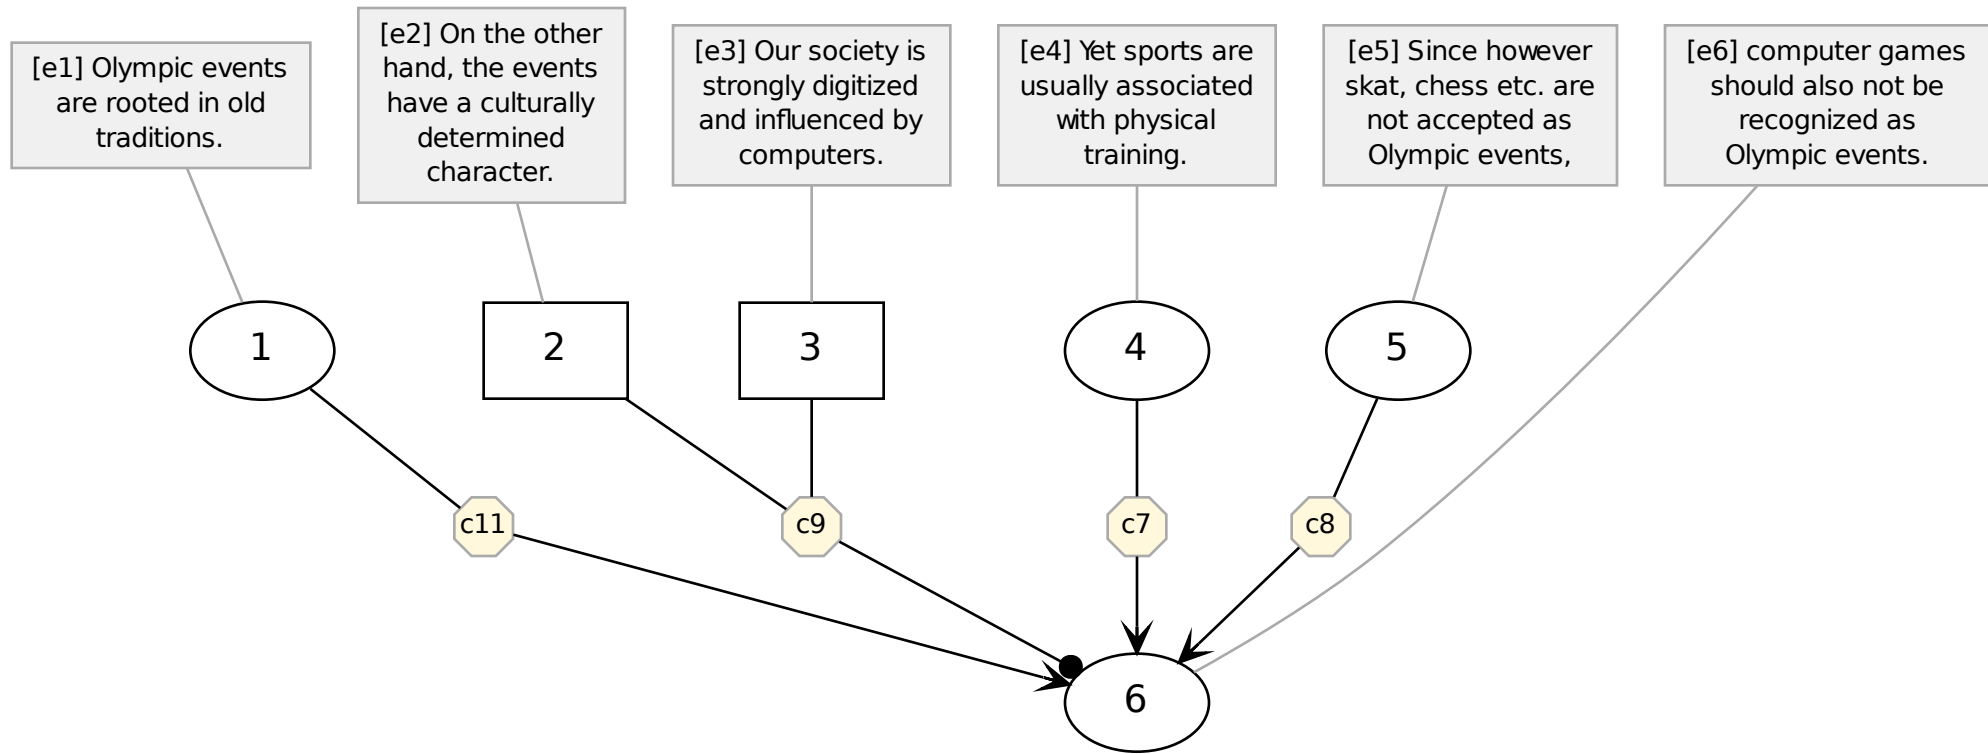 [e1] Olympic events
are rooted in old
traditions.
[e2] On the other
hand, the events
have a culturally
determined
character.
[e3] Our society is
strongly digitized
and influenced by
computers.
[e4] Yet sports are
usually associated
with physical
training.
[e5] Since however
skat, chess etc. are
not accepted as
Olympic events,
[e6] computer games
should also not be
recognized as
Olympic events.
1
2
3
4
5
c11
c9
c7
c8
6